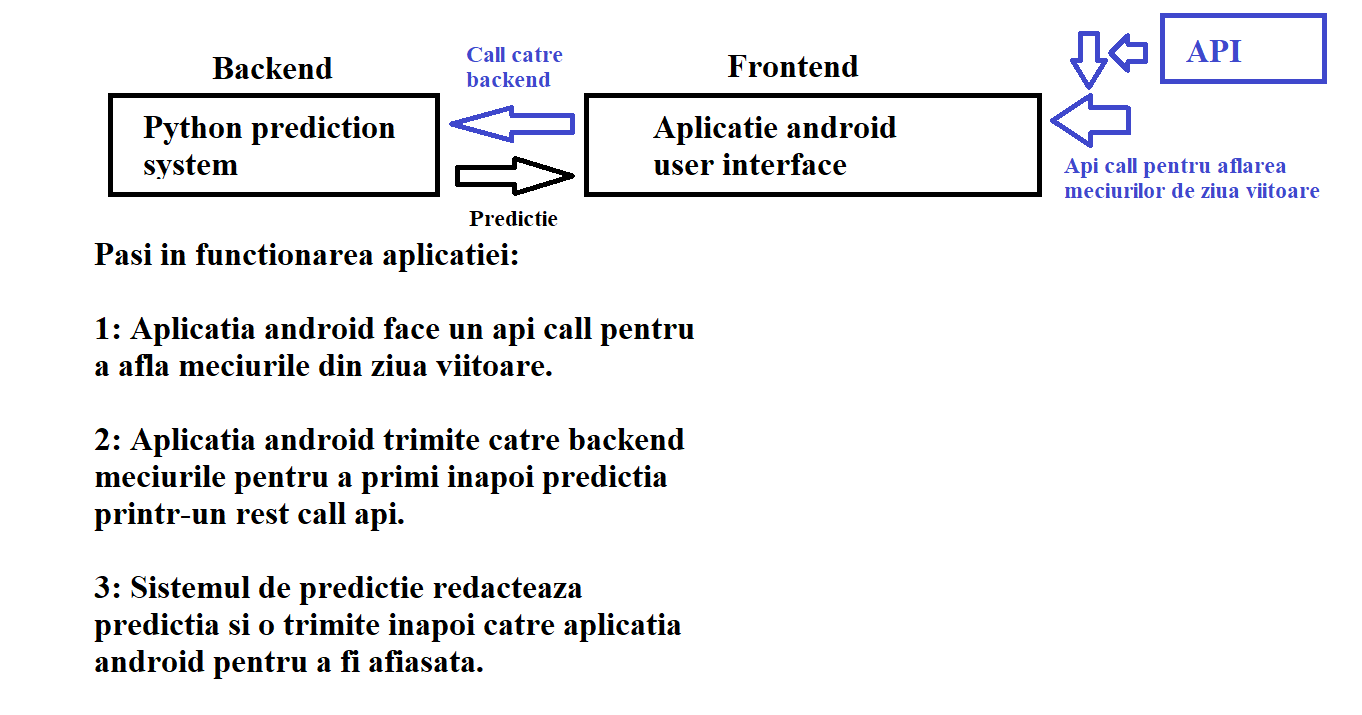 Backend
Call catre
backend
Frontend
API
Python prediction
system
Aplicatie android
user interface
Api call pentru aflarea
meciurilor de ziua viitoare
Predictie
Pasi in functionarea aplicatiei:
1: Aplicatia android face un api call pentru
a afla meciurile din ziua viitoare.
2: Aplicatia android trimite catre backend
meciurile pentru a primi inapoi predictia
printr-un rest call api.
3: Sistemul de predictie redacteaza
predictia si o trimite inapoi catre aplicatia
android pentru a fi afiasata.